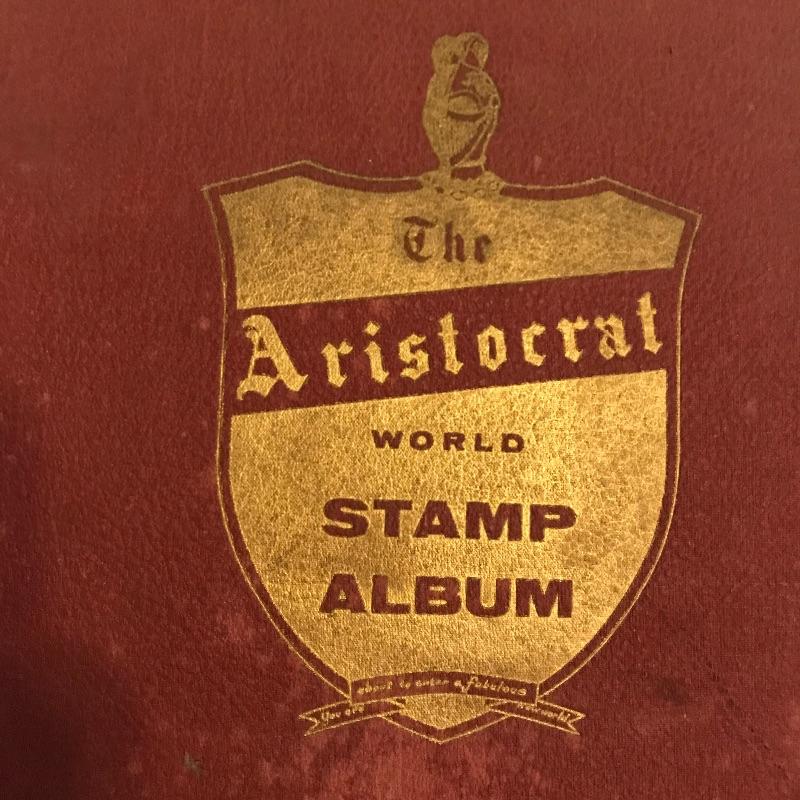 The
Aristocrat
WORLD
STAMP
ALBUM
You are about to enter a fabulous new world